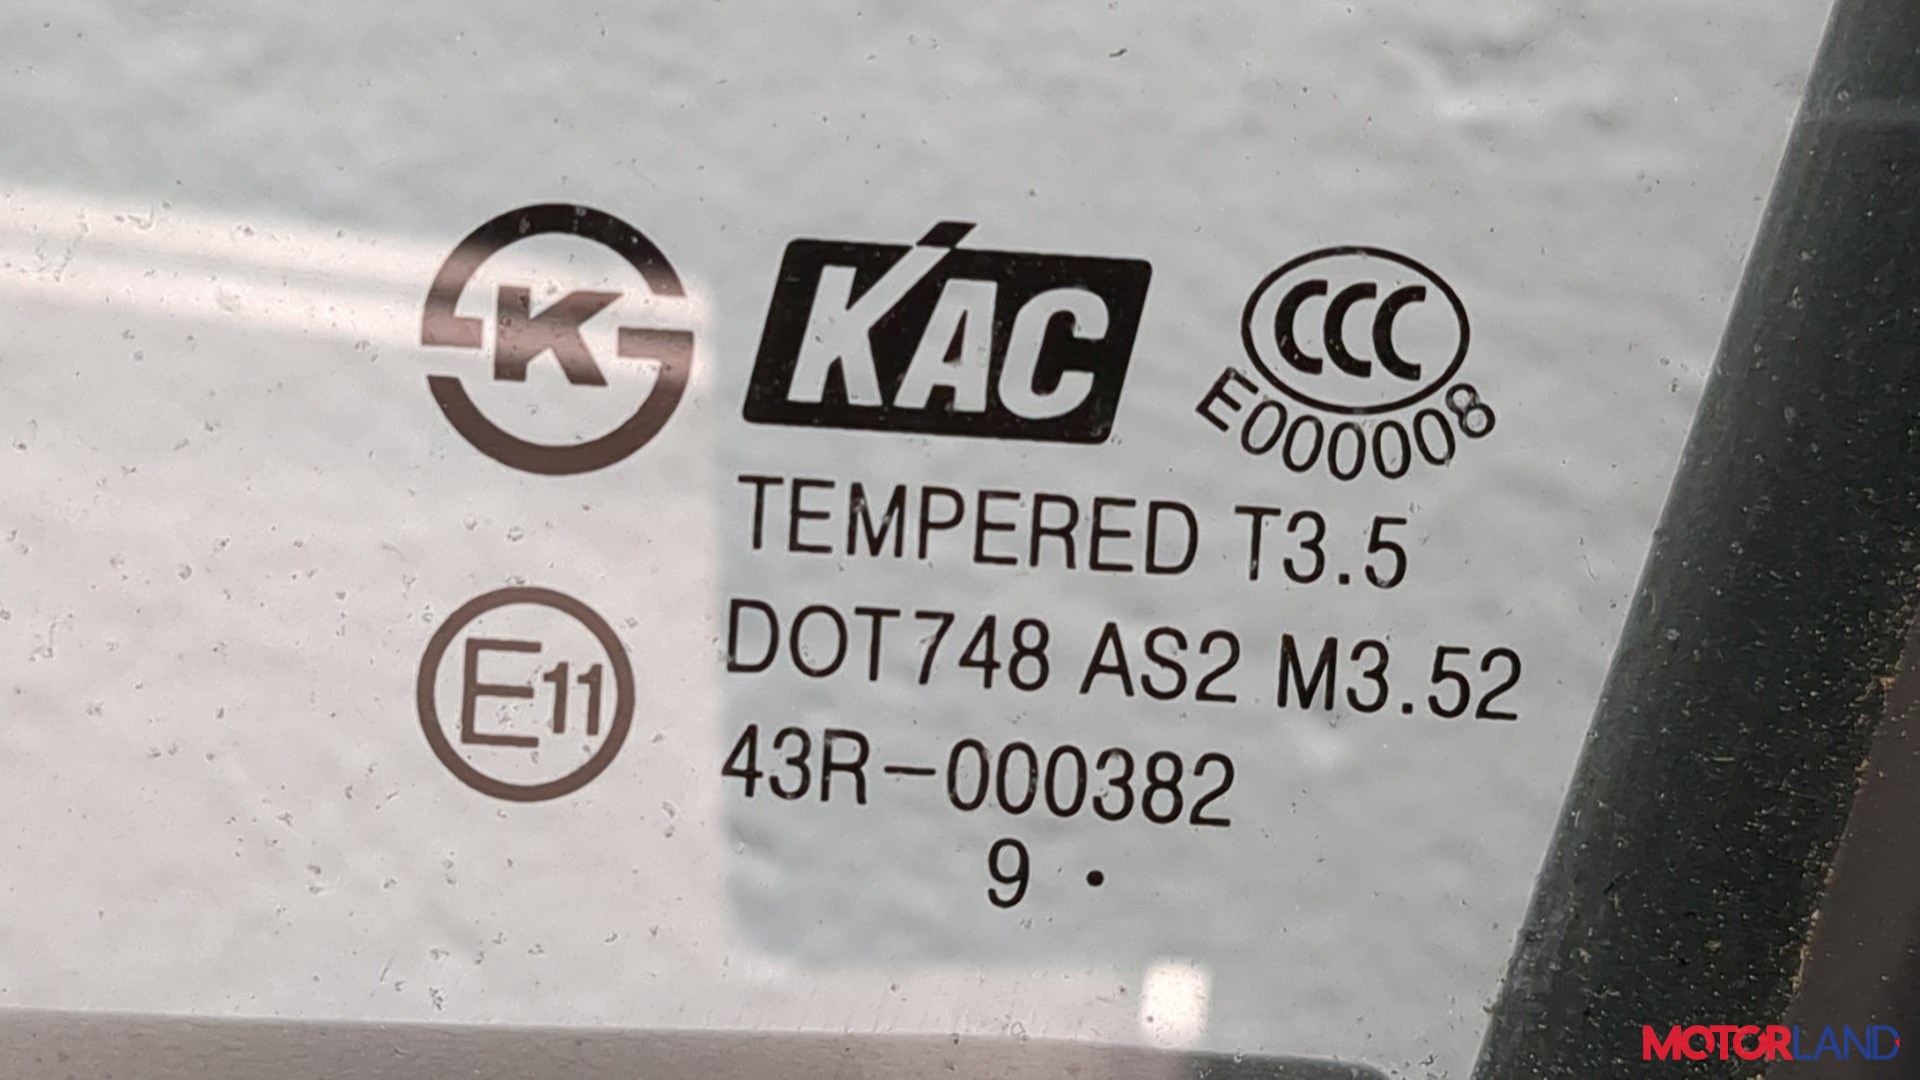 K
KAC
CCC
E000008
TEMPERED T3.5
DOT748 AS2 M3.52
E11
43R-000382
9 •
MOTORLAND